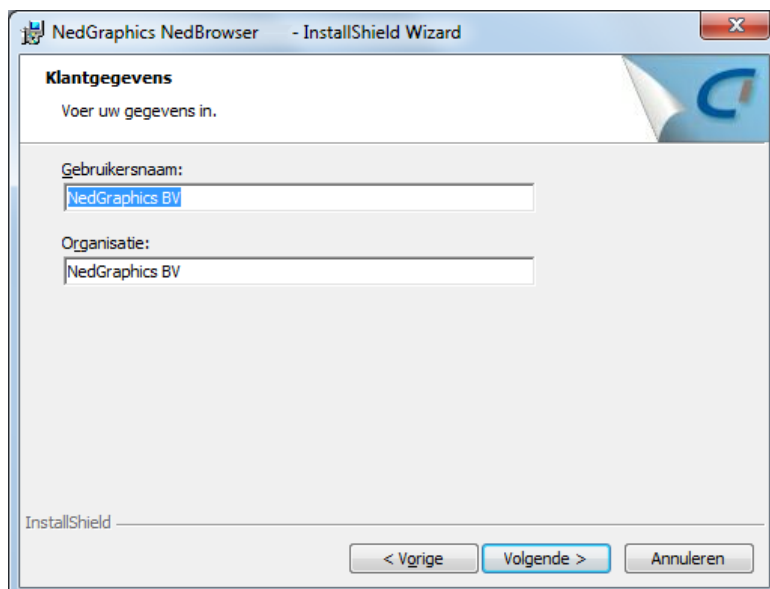 NedGraphics NedBrowser - InstallShield Wizard
Klantgegevens
Voer uw gegevens in.
Gebruikersnaam:
NedGraphics BV
Organisatie:
NedGraphics BV
InstallShield
< Vorige Volgende > Annuleren